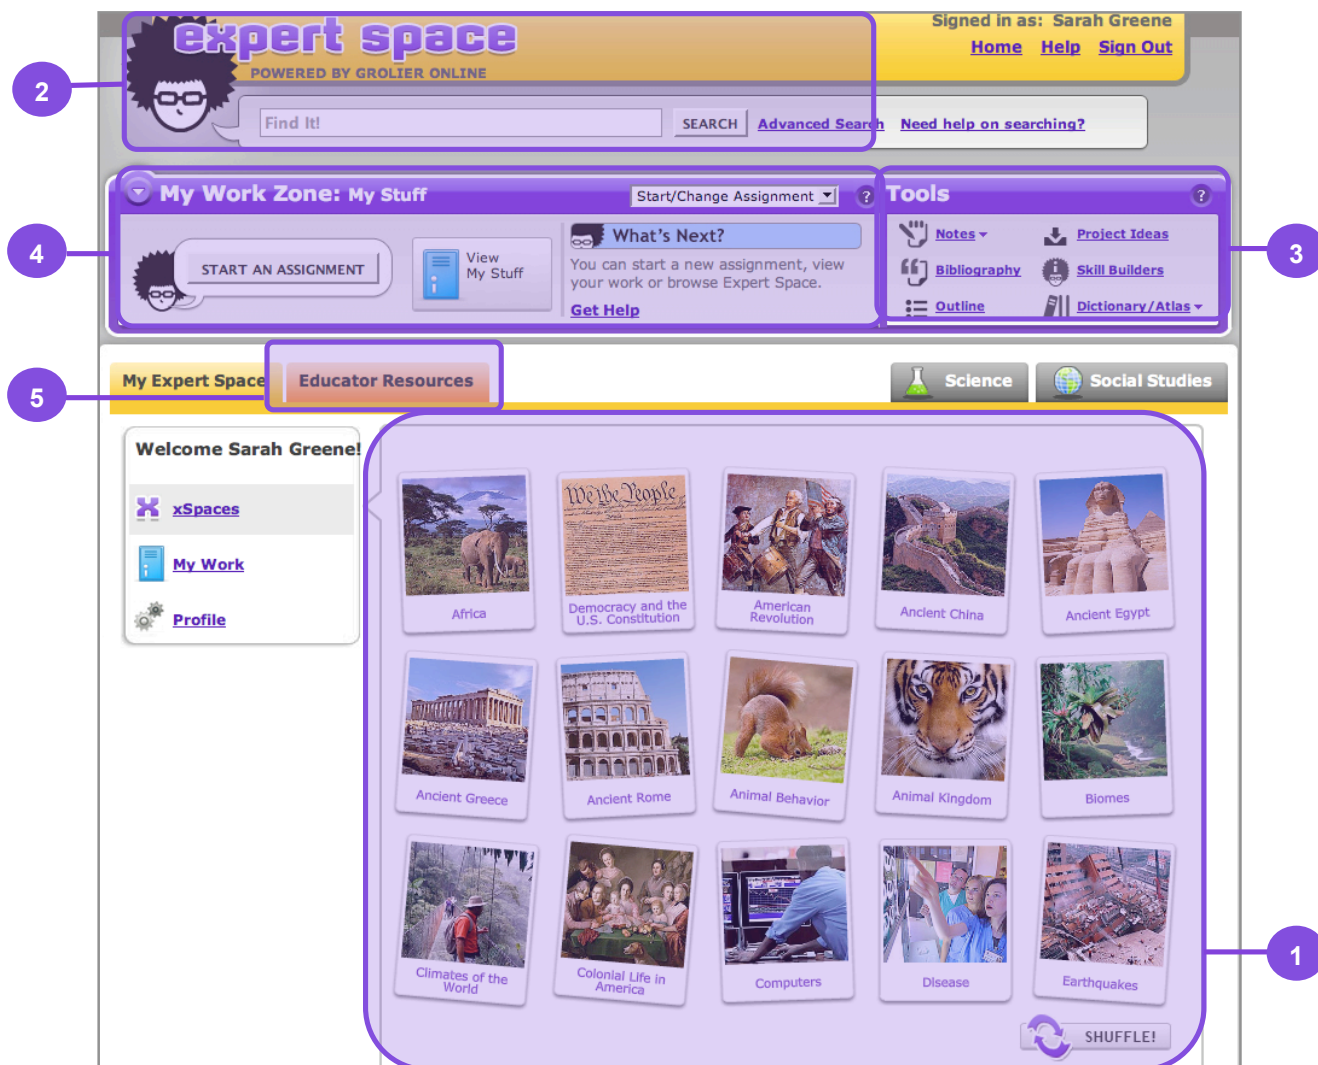 expert space
POWERED BY GROLIER ONLINE
Signed in as: Sarah Greene
Home Help Sign Out
2
Find It!
SEARCH
Advanced Search
Need help on searching?
My Work Zone: My Stuff
Start/Change Assignment
?
Tools
?
4
START AN ASSIGNMENT
View
My Stuff
What's Next?
You can start a new assignment, view
your work or browse Expert Space.
Get Help
Notes
Project Ideas
Bibliography
Skill Builders
Outline
Dictionary/Atlas
3
5
My Expert Space
Educator Resources
Science
Social Studies
Welcome Sarah Greene!
xSpaces
My Work
Profile
We the People
Africa
Democracy and the
U.S. Constitution
American
Revolution
Ancient China
Ancient Egypt
Ancient Greece
Ancient Rome
Animal Behavior
Animal Kingdom
Biomes
Climates of the
World
Colonial Life in
America
Computers
Disease
Earthquakes
1
SHUFFLE!